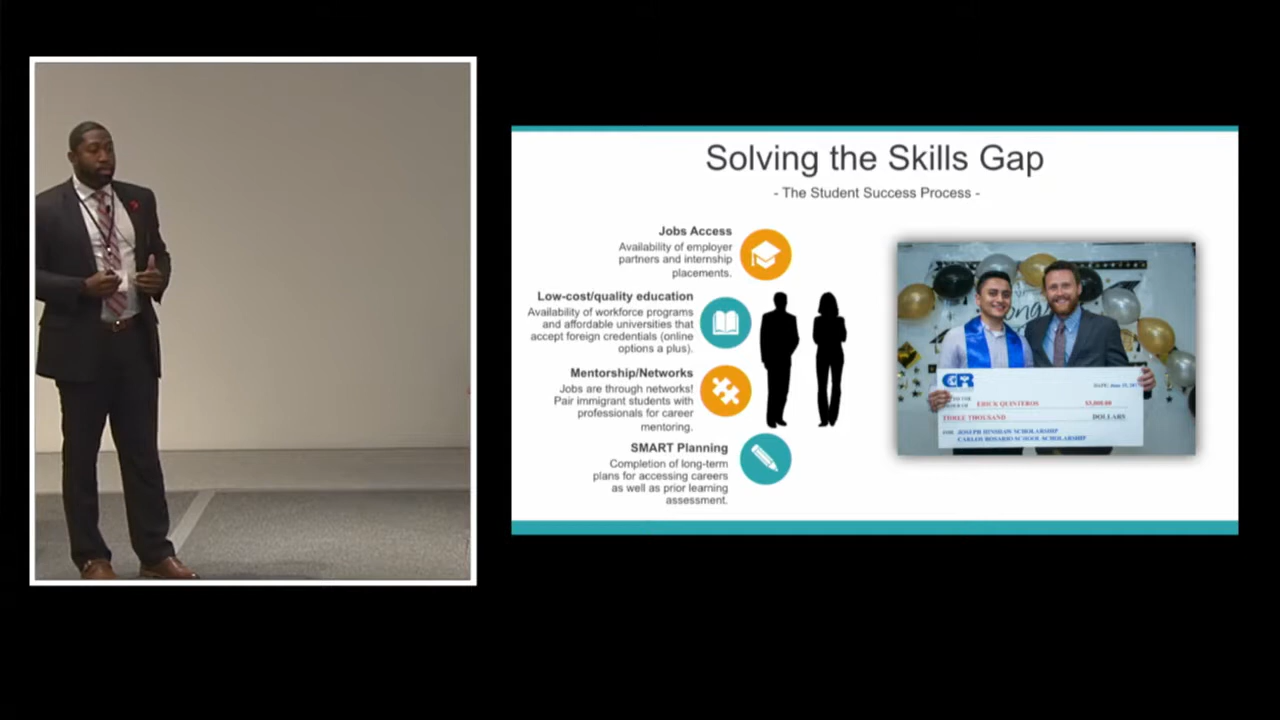 Solving the Skills Gap
- The Student Success Process -
Jobs Access
Availability of employer
partners and internship
placements.
Low-cost/quality education
Availability of workforce programs
and affordable universities that
accept foreign credentials (online
options a plus).
Mentorship/Networks
Jobs are through networks!
Pair immigrant students with
professionals for career
mentoring.
SMART Planning
Completion of long-term
plans for accessing careers
as well as prior learning
assessment.
DATE: June
ERICK QUINTEROS
THREE THOUSAND DOLLARS
FOR: JOSEPH HINSHAW SCHOLARSHIP
CARLOS ROSARIO SCHOOL SCHOLARSHIP